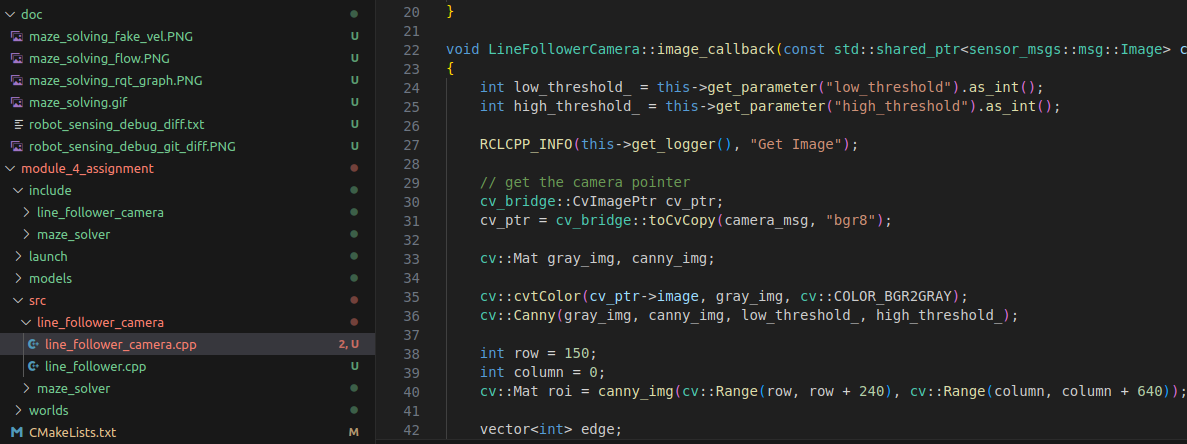 doc
maze_solving_fake_vel.PNG U
maze_solving_flow.PNG U
maze_solving_rqt_graph.PNG U
maze_solving.gif U
robot_sensing_debug_diff.txt U
robot_sensing_debug_git_diff.PNG U
module_4_assignment
include
line_follower_camera
maze_solver
launch
models
src
line_follower_camera
line_follower_camera.cpp 2, U
line_follower.cpp U
maze_solver
worlds
CMakeLists.txt M
20 }
21
22 void LineFollowerCamera::image_callback(const std::shared_ptr<sensor_msgs::msg::Image> c
23 {
24 int low_threshold_ = this->get_parameter("low_threshold").as_int();
25 int high_threshold_ = this->get_parameter("high_threshold").as_int();
26
27 RCLCPP_INFO(this->get_logger(), "Get Image");
28
29 // get the camera pointer
30 cv_bridge::CvImagePtr cv_ptr;
31 cv_ptr = cv_bridge::toCvCopy(camera_msg, "bgr8");
32
33 cv::Mat gray_img, canny_img;
34
35 cv::cvtColor(cv_ptr->image, gray_img, cv::COLOR_BGR2GRAY);
36 cv::Canny(gray_img, canny_img, low_threshold_, high_threshold_);
37
38 int row = 150;
39 int column = 0;
40 cv::Mat roi = canny_img(cv::Range(row, row + 240), cv::Range(column, column + 640));
41
42 vector<int> edge;